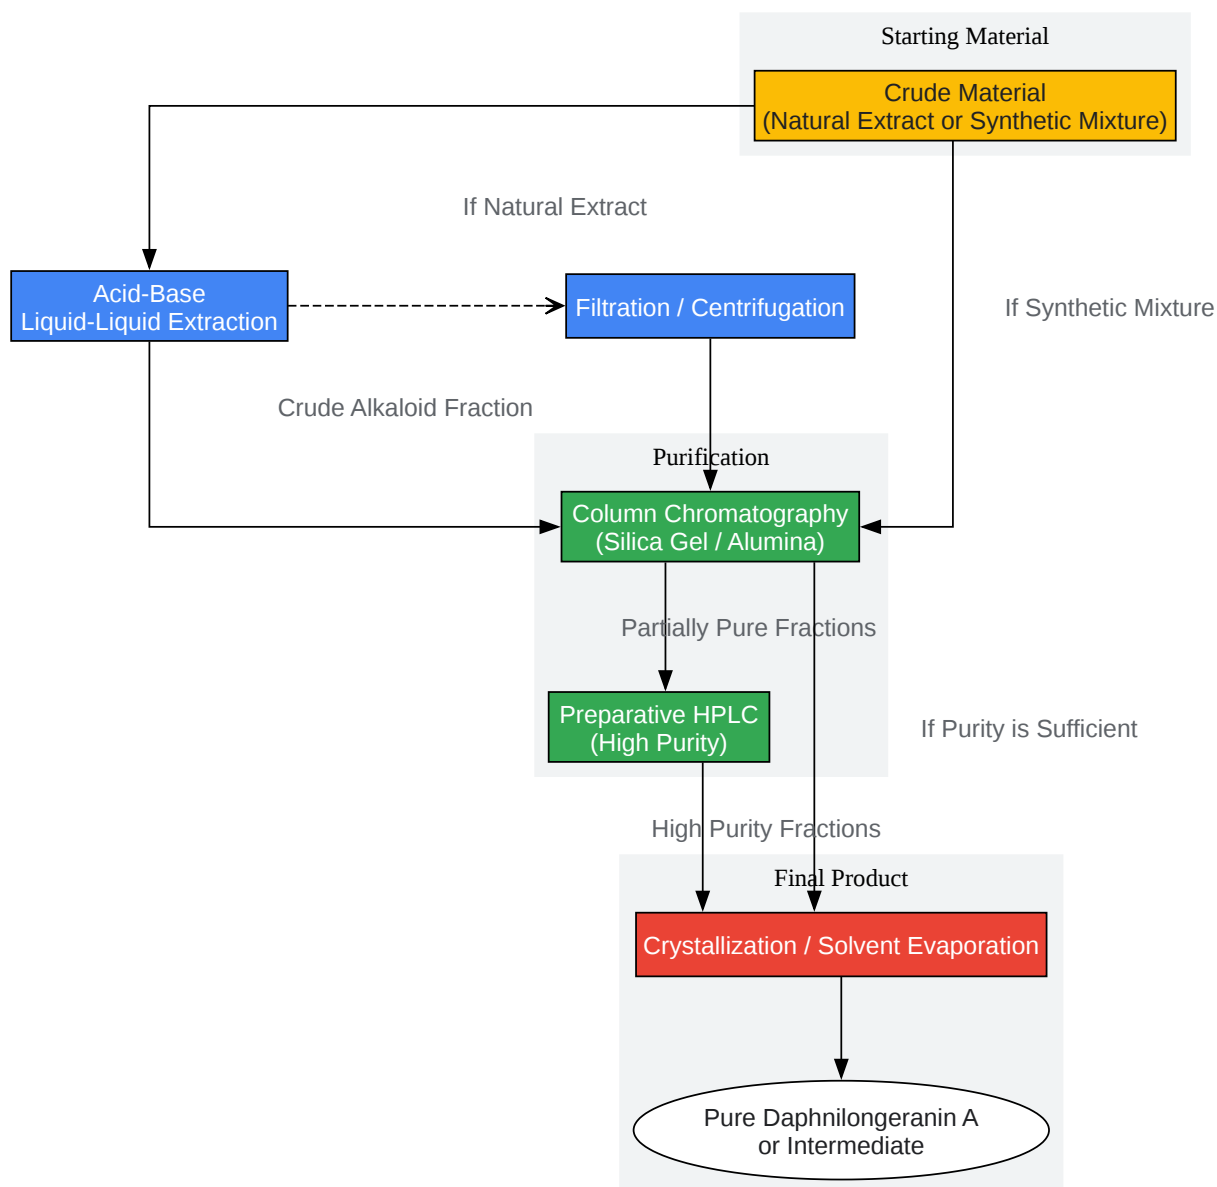 Starting Material
Crude Material
(Natural Extract or Synthetic Mixture)
If Natural Extract
Acid-Base
Liquid-Liquid Extraction
Filtration / Centrifugation
If Synthetic Mixture
Crude Alkaloid Fraction
Purification
Column Chromatography
(Silica Gel / Alumina)
Partially Pure Fractions
Preparative HPLC
(High Purity)
If Purity is Sufficient
High Purity Fractions
Final Product
Crystallization / Solvent Evaporation
Pure Daphnilongeranin A
or Intermediate